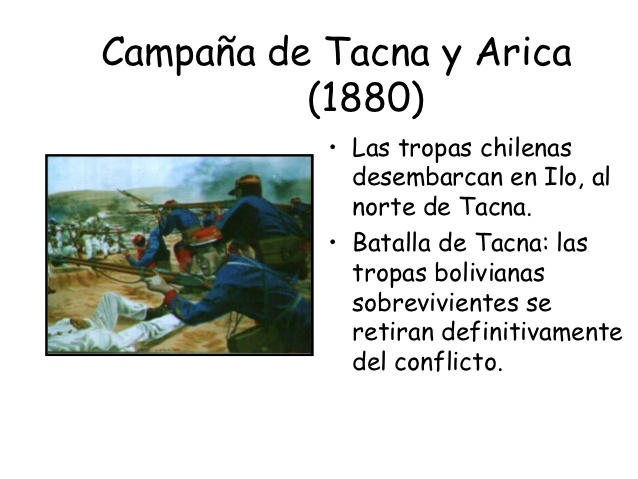 Campaña de Tacna y Arica
(1880)
• Las tropas chilenas
desembarcan en Ilo, al
norte de Tacna.
• Batalla de Tacna: las
tropas bolivianas
sobrevivientes se
retiran definitivamente
del conflicto.